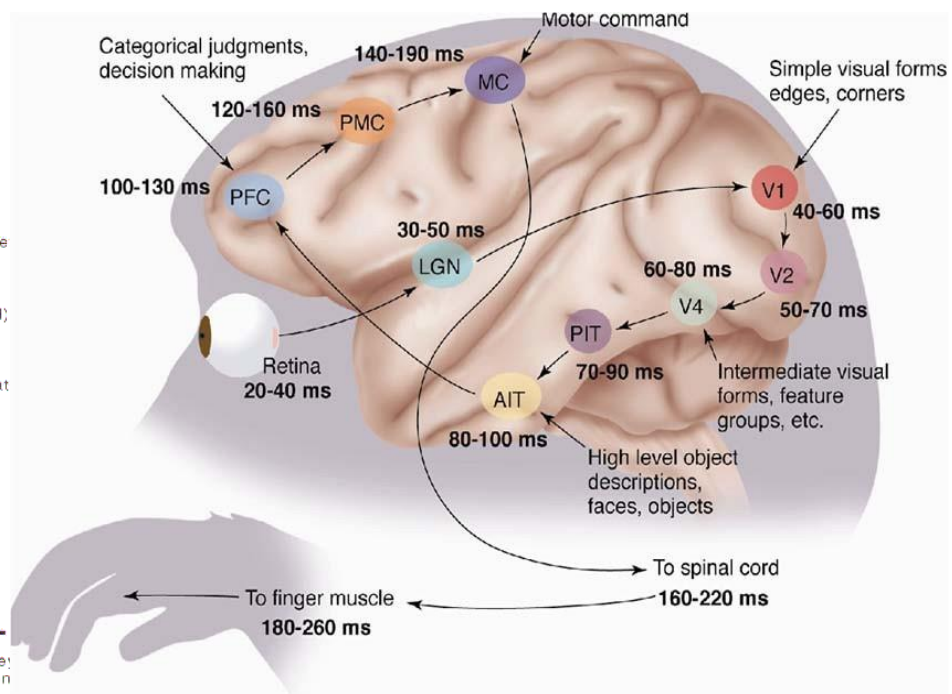 Motor command
Categorical judgments,
decision making
140-190 ms
MC
Simple visual forms
edges, corners
120-160 ms
PMC
100-130 ms
PFC
V1
40-60 ms
30-50 ms
LGN
60-80 ms
V2
V4
50-70 ms
PIT
Retina
20-40 ms
70-90 ms
Intermediate visual
forms, feature
groups, etc.
AIT
80-100 ms
High level object
descriptions,
faces, objects
To spinal cord
160-220 ms
To finger muscle
180-260 ms